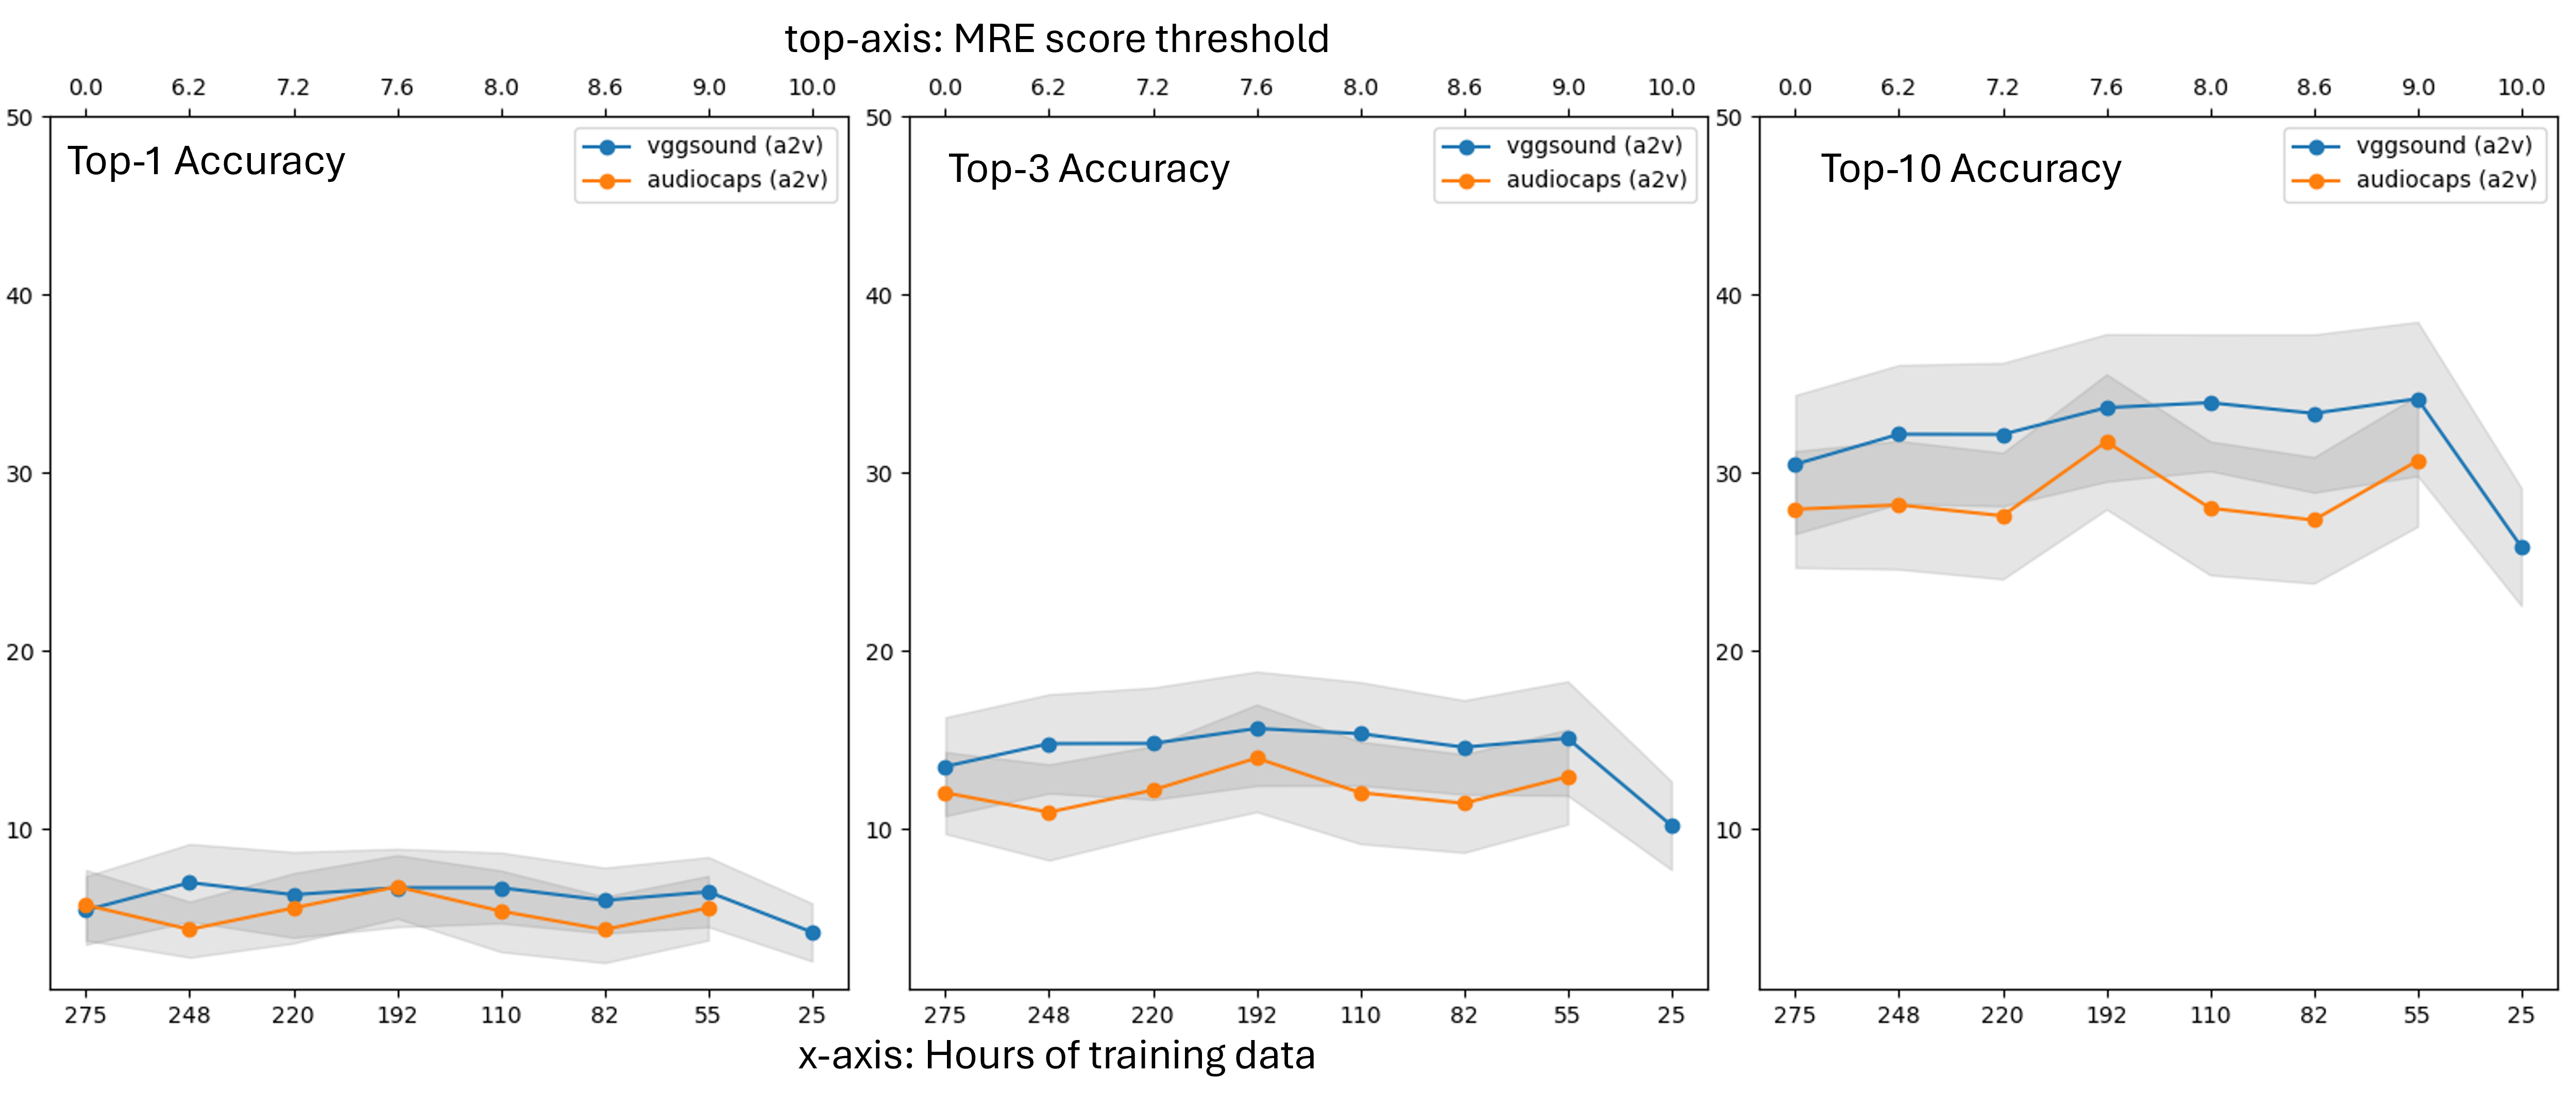 top-axis: MRE score threshold
0.0 6.2 7.2 7.6 8.0 8.6 9.0 10.0
50
40
30
20
10
Top-1 Accuracy
vggsound (a2v)
audiocaps (a2v)
275 248 220 192 110 82 55 25
0.0 6.2 7.2 7.6 8.0 8.6 9.0 10.0
50
40
30
20
10
Top-3 Accuracy
vggsound (a2v)
audiocaps (a2v)
275 248 220 192 110 82 55 25
0.0 6.2 7.2 7.6 8.0 8.6 9.0 10.0
50
40
30
20
10
Top-10 Accuracy
vggsound (a2v)
audiocaps (a2v)
275 248 220 192 110 82 55 25
x-axis: Hours of training data